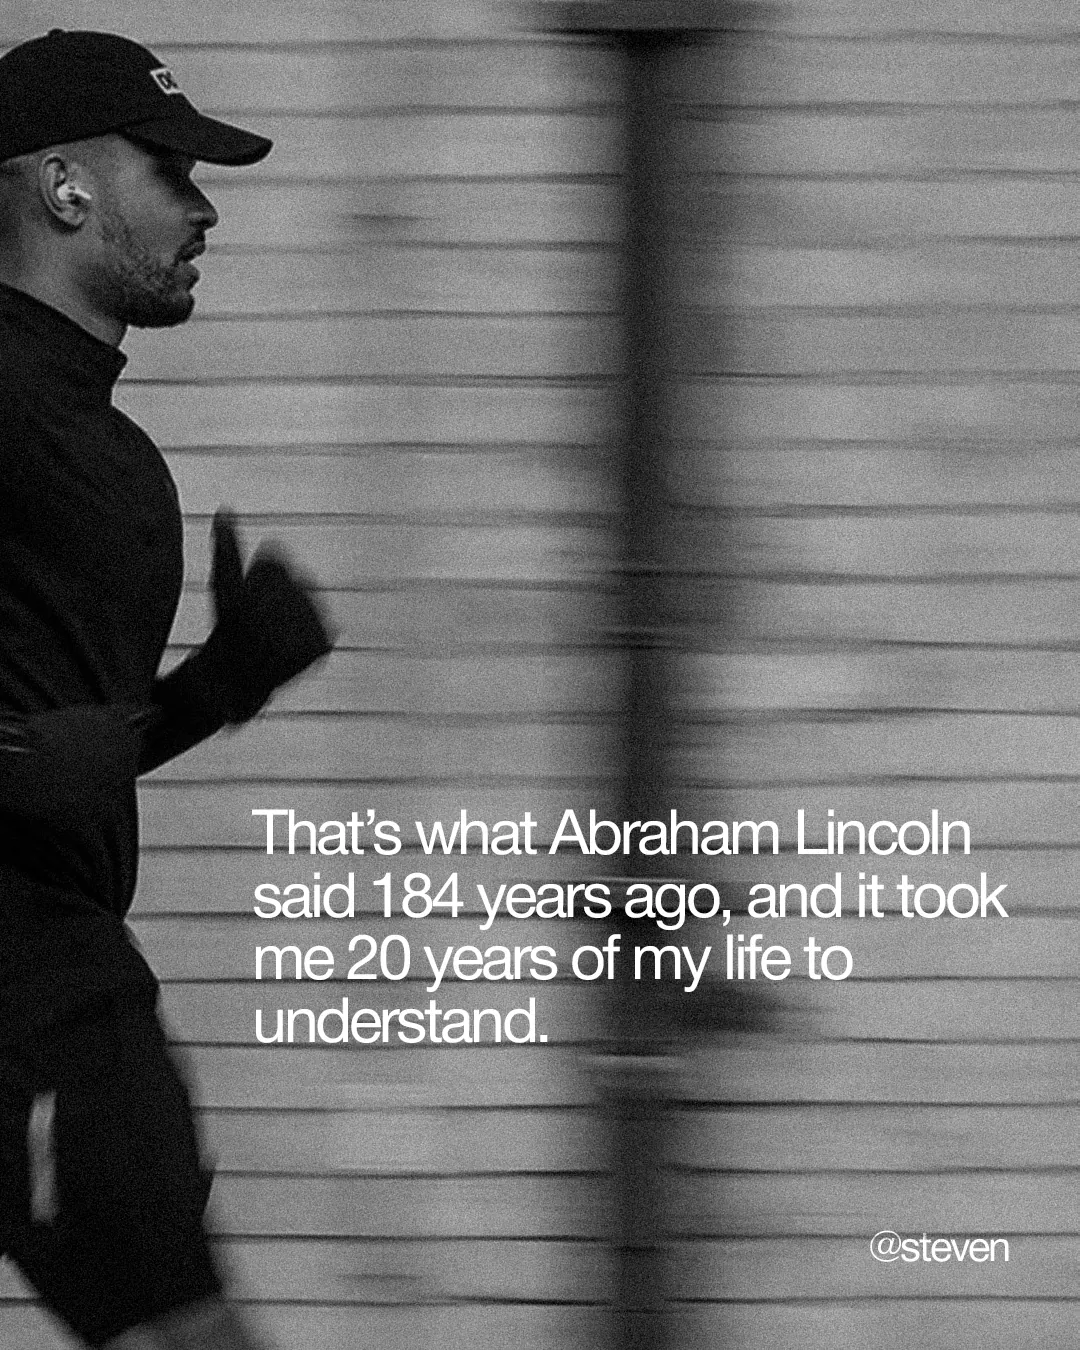 That’s what Abraham Lincoln
said 184 years ago, and it took
me 20 years of my life to
understand.
@steven